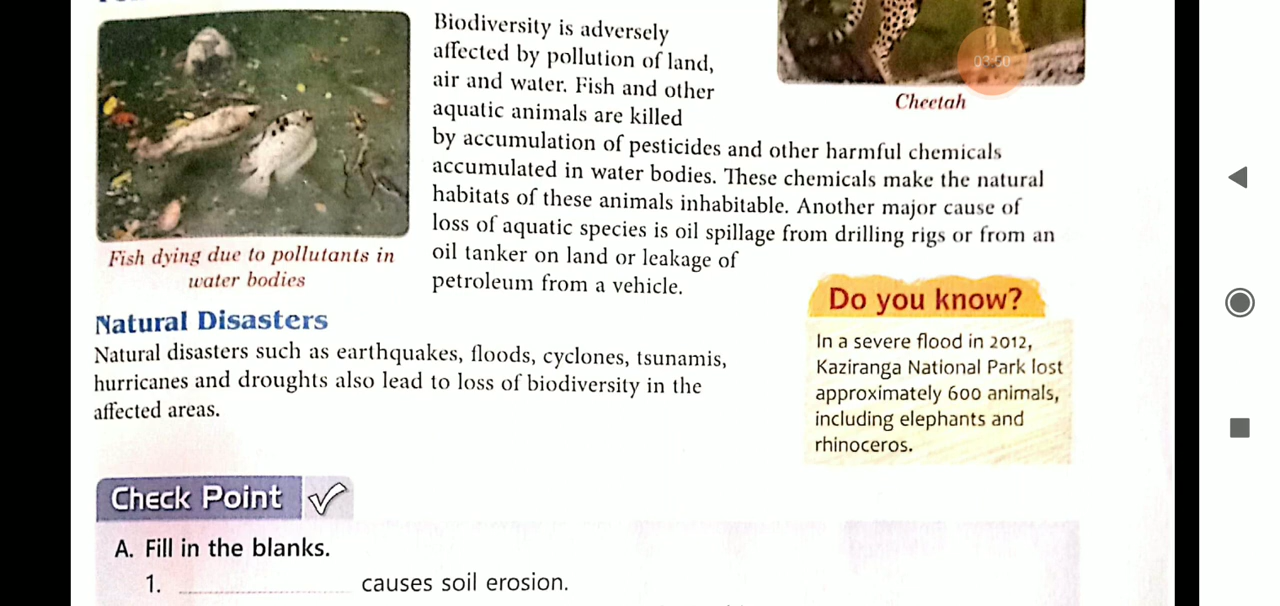 Biodiversity is adversely
affected by pollution of land,
air and water. Fish and other
aquatic animals are killed
by accumulation of pesticides and other harmful chemicals
accumulated in water bodies. These chemicals make the natural
habitats of these animals inhabitable. Another major cause of
loss of aquatic species is oil spillage from drilling rigs or from an
oil tanker on land or leakage of
petroleum from a vehicle.
03:50
Cheetah
Fish dying due to pollutants in
water bodies
Natural Disasters
Natural disasters such as earthquakes, floods, cyclones, tsunamis,
hurricanes and droughts also lead to loss of biodiversity in the
affected areas.
Do you know?
In a severe flood in 2012,
Kaziranga National Park lost
approximately 600 animals,
including elephants and
rhinoceros.
Check Point
A. Fill in the blanks.
1. ____________ causes soil erosion.